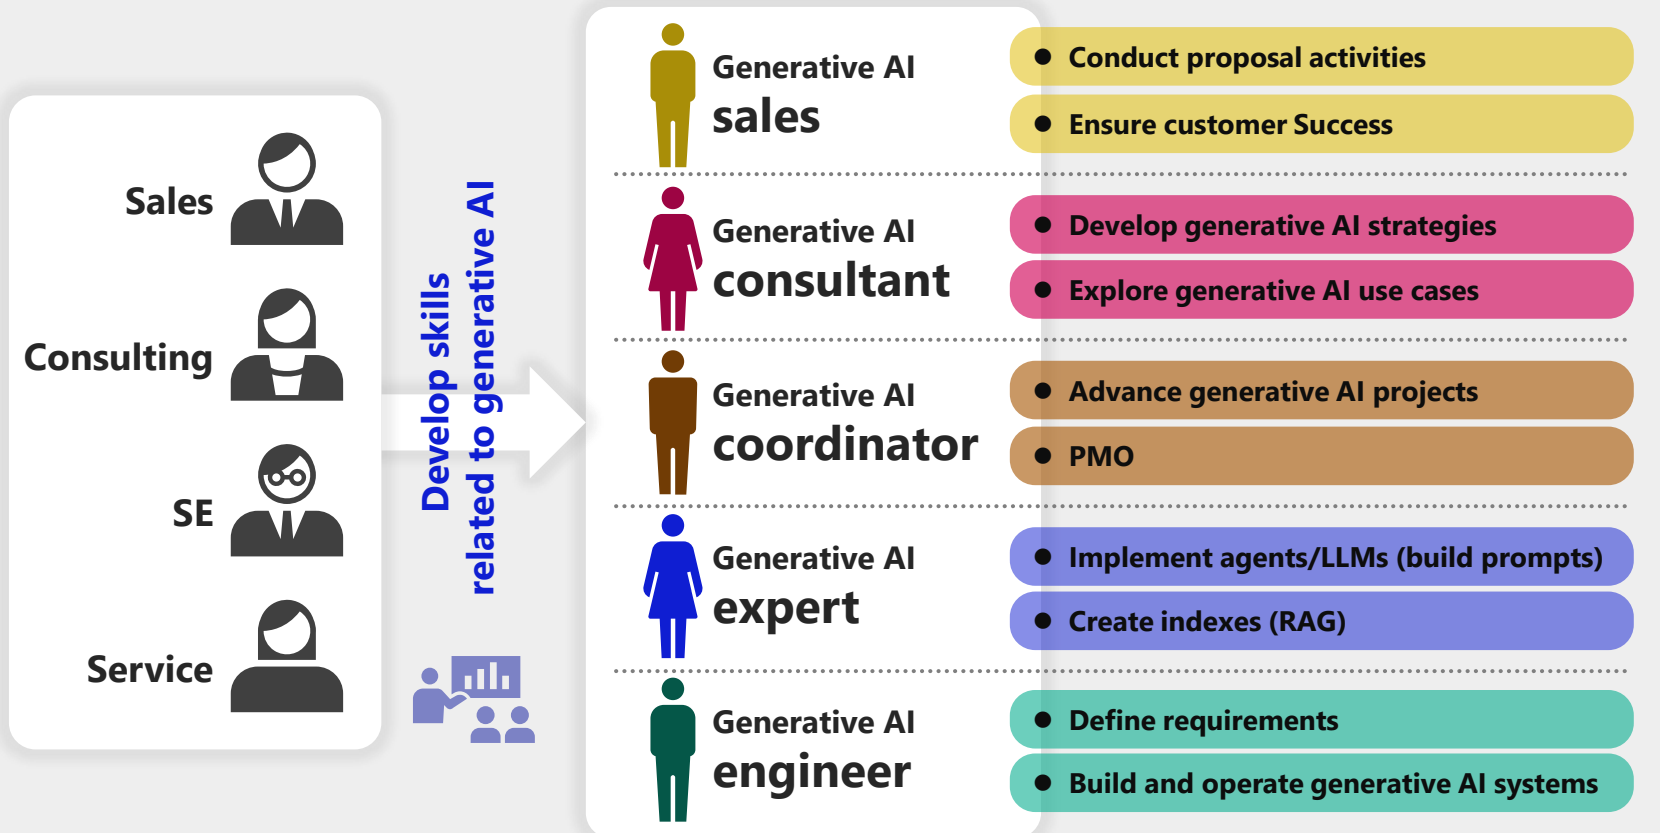 Sales
Consulting
SE
Service
Develop skills
related to generative AI
Generative AI
sales
● Conduct proposal activities
● Ensure customer Success
Generative AI
consultant
● Develop generative AI strategies
● Explore generative AI use cases
Generative AI
coordinator
● Advance generative AI projects
● PMO
Generative AI
expert
● Implement agents/LLMs (build prompts)
● Create indexes (RAG)
Generative AI
engineer
● Define requirements
● Build and operate generative AI systems